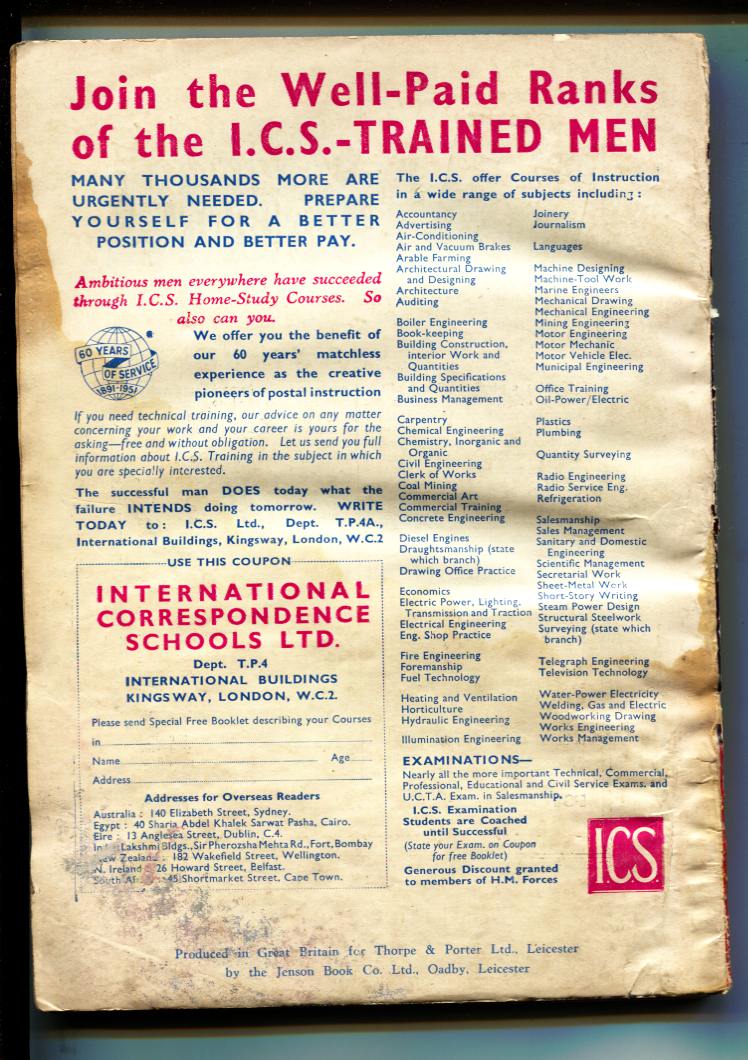 Join the Well-Paid Ranks
of the I.C.S.-TRAINED MEN
MANY THOUSANDS MORE ARE
URGENTLY NEEDED. PREPARE
YOURSELF FOR A BETTER
POSITION AND BETTER PAY.
Ambitious men everywhere have succeeded
through I.C.S. Home-Study Courses. So
also can you.
60 YEARS
OF SERVICE
1891-1951
We offer you the benefit of
our 60 years' matchless
experience as the creative
pioneers of postal instruction
If you need technical training, our advice on any matter
concerning your work and your career is yours for the
asking—free and without obligation. Let us send you full
information about I.C.S. Training in the subject in which
you are specially interested.
The successful man DOES today what the
failure INTENDS doing tomorrow. WRITE
TODAY to: I.C.S. Ltd., Dept. T.P.4A.,
International Buildings, Kingsway, London, W.C.2
USE THIS COUPON
INTERNATIONAL
CORRESPONDENCE
SCHOOLS LTD.
Dept. T.P.4
INTERNATIONAL BUILDINGS
KINGSWAY, LONDON, W.C.2.
Please send Special Free Booklet describing your Courses
in
Name Age
Address
Addresses for Overseas Readers
Australia : 140 Elizabeth Street, Sydney.
Egypt : 40 Sharia Abdel Khalek Sarwat Pasha, Cairo.
Eire : 13 Anglesea Street, Dublin, C.4.
Lakshmi Bldgs., Sir Pherozsha Mehta Rd., Fort, Bombay
New Zealand : 182 Wakefield Street, Wellington.
N. Ireland 26 Howard Street, Belfast.
South 45 Shortmarket Street, Cape Town.
The I.C.S. offer Courses of Instruction
in a wide range of subjects including :
Accountancy
Advertising
Air-Conditioning
Air and Vacuum Brakes
Arable Farming
Architectural Drawing
and Designing
Architecture
Auditing
Boiler Engineering
Book-keeping
Building Construction,
interior Work and
Quantities
Building Specifications
and Quantities
Business Management
Carpentry
Chemical Engineering
Chemistry, Inorganic and
Organic
Civil Engineering
Clerk of Works
Coal Mining
Commercial Art
Commercial Training
Concrete Engineering
Diesel Engines
Draughtsmanship (state
which branch)
Drawing Office Practice
Economics
Electric Power, Lighting,
Transmission and Traction
Electrical Engineering
Eng. Shop Practice
Fire Engineering
Foremanship
Fuel Technology
Heating and Ventilation
Horticulture
Hydraulic Engineering
Illumination Engineering
Joinery
Journalism
Languages
Machine Designing
Machine-Tool Work
Marine Engineers
Mechanical Drawing
Mechanical Engineering
Mining Engineering
Motor Engineering
Motor Mechanic
Motor Vehicle Elec.
Municipal Engineering
Office Training
Oil-Power/Electric
Plastics
Plumbing
Quantity Surveying
Radio Engineering
Radio Service Eng.
Refrigeration
Salesmanship
Sales Management
Sanitary and Domestic
Engineering
Scientific Management
Secretarial Work
Sheet-Metal Work
Short-Story Writing
Steam Power Design
Structural Steelwork
Surveying (state which
branch)
Telegraph Engineering
Television Technology
Water-Power Electricity
Welding, Gas and Electric
Woodworking Drawing
Works Engineering
Works Management
EXAMINATIONS—
Nearly all the more important Technical, Commercial,
Professional, Educational and Civil Service Exams. and
U.C.T.A. Exam. in Salesmanship.
I.C.S. Examination
Students are Coached
until Successful
(State your Exam. on Coupon
for free Booklet)
Generous Discount granted
to members of H.M. Forces
I.C.S.
Produced in Great Britain for Thorpe & Porter Ltd., Leicester
by the Jenson Book Co. Ltd., Oadby, Leicester